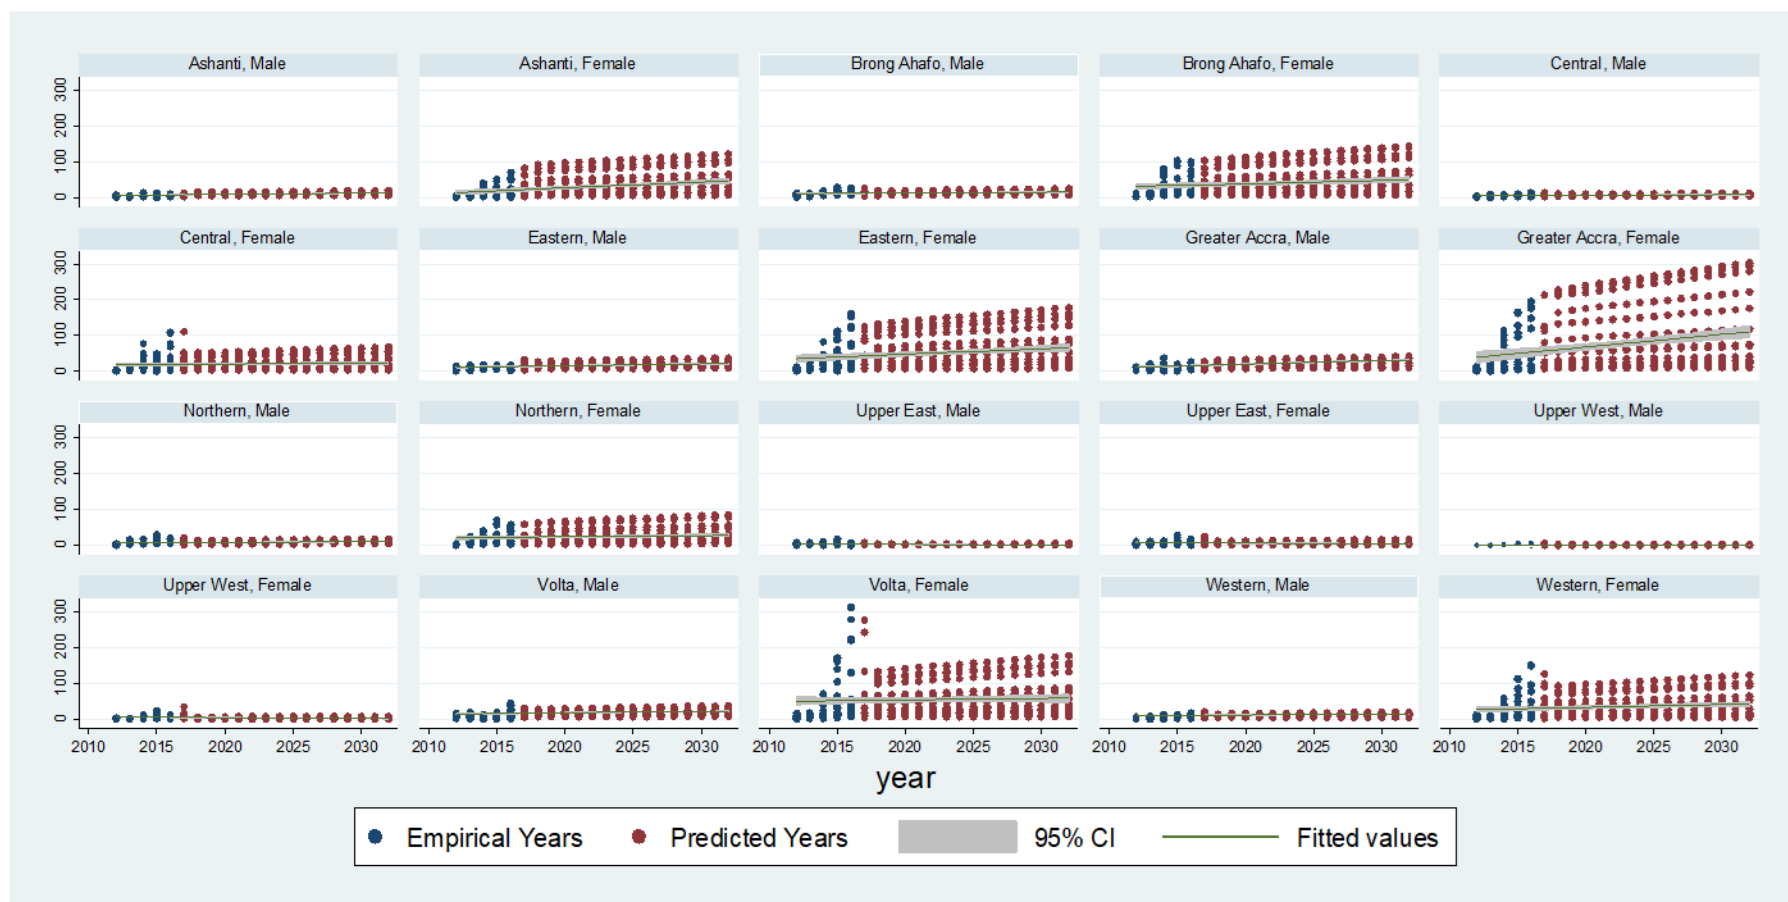 Ashanti, Male
Ashanti, Female
Brong Ahafo, Male
Brong Ahafo, Female
Central, Male
300
200
100
0
Central, Female
Eastern, Male
Eastern, Female
Greater Accra, Male
Greater Accra, Female
300
200
100
0
Northern, Male
Northern, Female
Upper East, Male
Upper East, Female
Upper West, Male
300
200
100
0
Upper West, Female
Volta, Male
Volta, Female
Western, Male
Western, Female
300
200
100
0
2010 2015 2020 2025 2030
2010 2015 2020 2025 2030
2010 2015 2020 2025 2030
2010 2015 2020 2025 2030
2010 2015 2020 2025 2030
year
Empirical Years Predicted Years 95% CI Fitted values